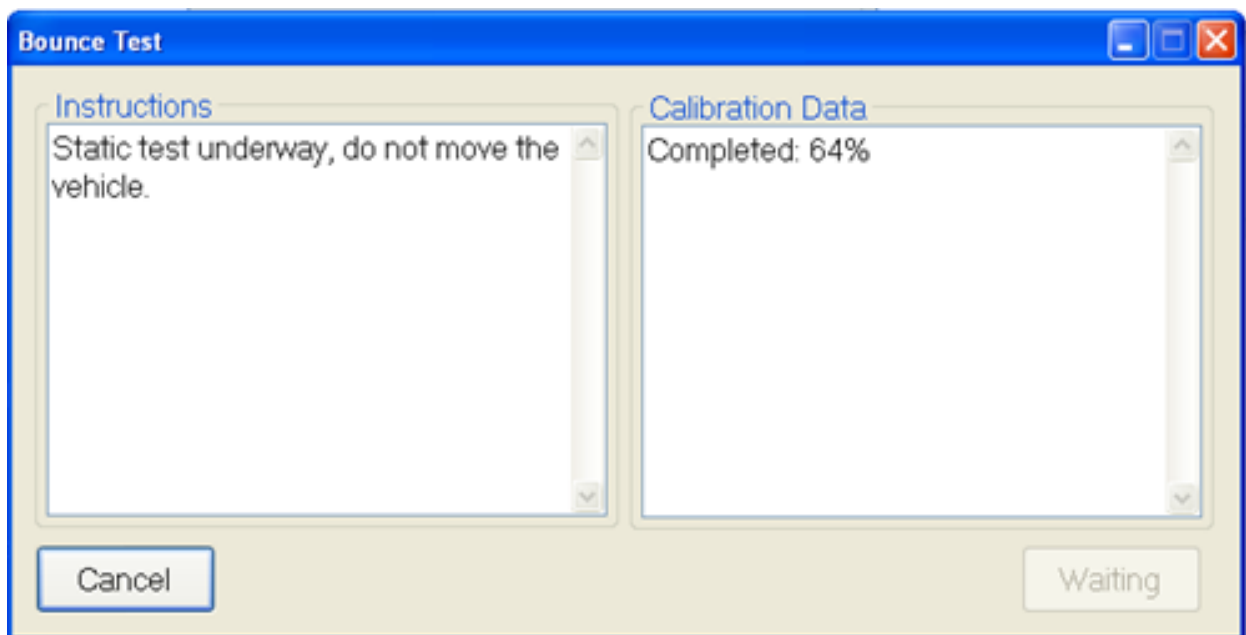 Bounce Test
Instructions
Static test underway, do not move the
vehicle.
Calibration Data
Completed: 64%
Cancel
Waiting